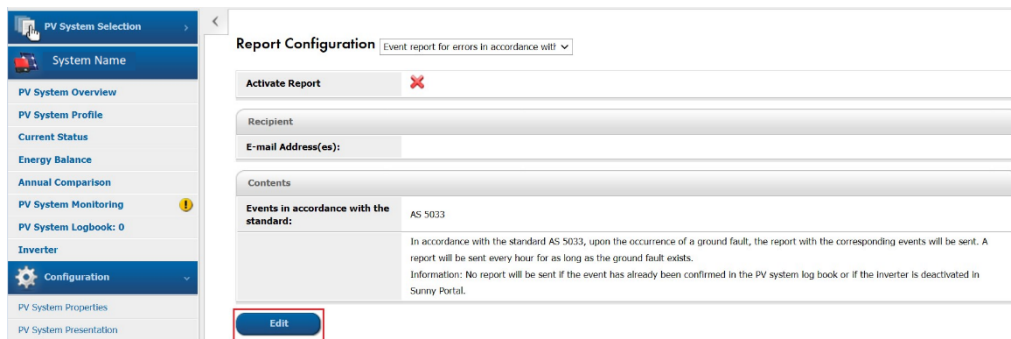 PV System Selection
System Name
PV System Overview
PV System Profile
Current Status
Energy Balance
Annual Comparison
PV System Monitoring
PV System Logbook: 0
Inverter
Configuration
PV System Properties
PV System Presentation
Report Configuration Event report for errors in accordance with
Activate Report
Recipient
E-mail Address(es):
Contents
Events in accordance with the
standard:
AS 5033
In accordance with the standard AS 5033, upon the occurrence of a ground fault, the report with the corresponding events will be sent. A
report will be sent every hour for as long as the ground fault exists.
Information: No report will be sent if the event has already been confirmed in the PV system log book or if the inverter is deactivated in
Sunny Portal.
Edit